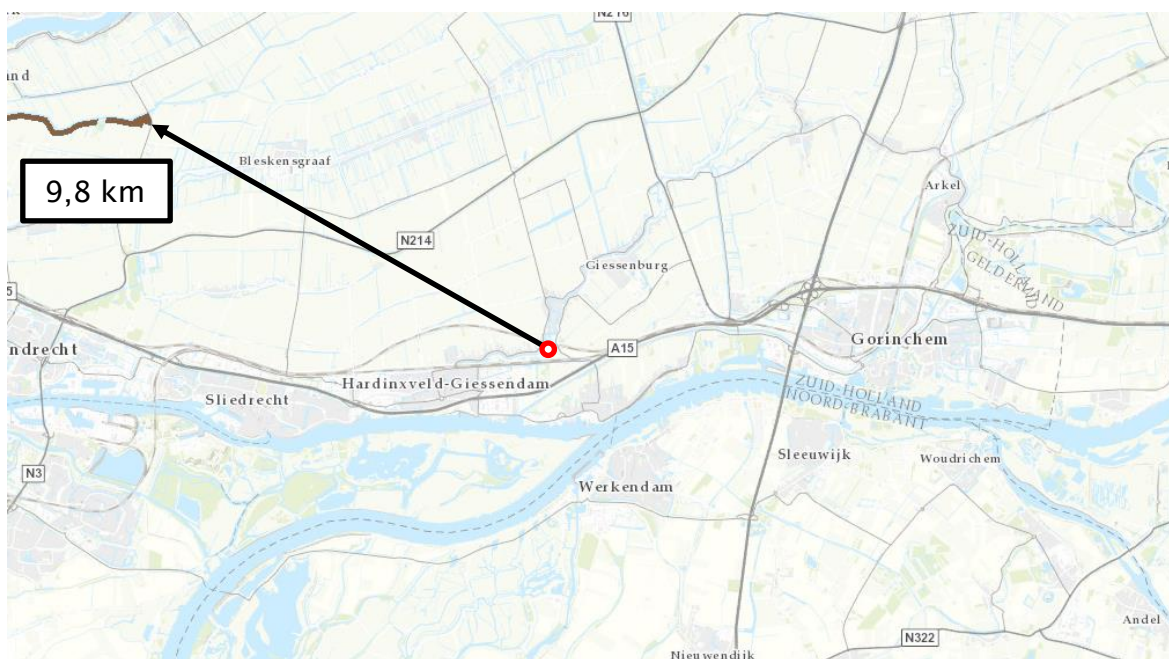 N216
and
Bleskensgraaf
9,8 km
Arkel
N214
ZUID-HOLLAND
GELDERLAND
Giessenburg
5
ndrecht
A15
Gorinchem
Hardinxveld-Giessendam
Sliedrecht
ZUID-HOLLAND
NOORD-BRABANT
Sleeuwijk
Woudrichem
N3
Werkendam
Andel
N322
Nieuwendijk